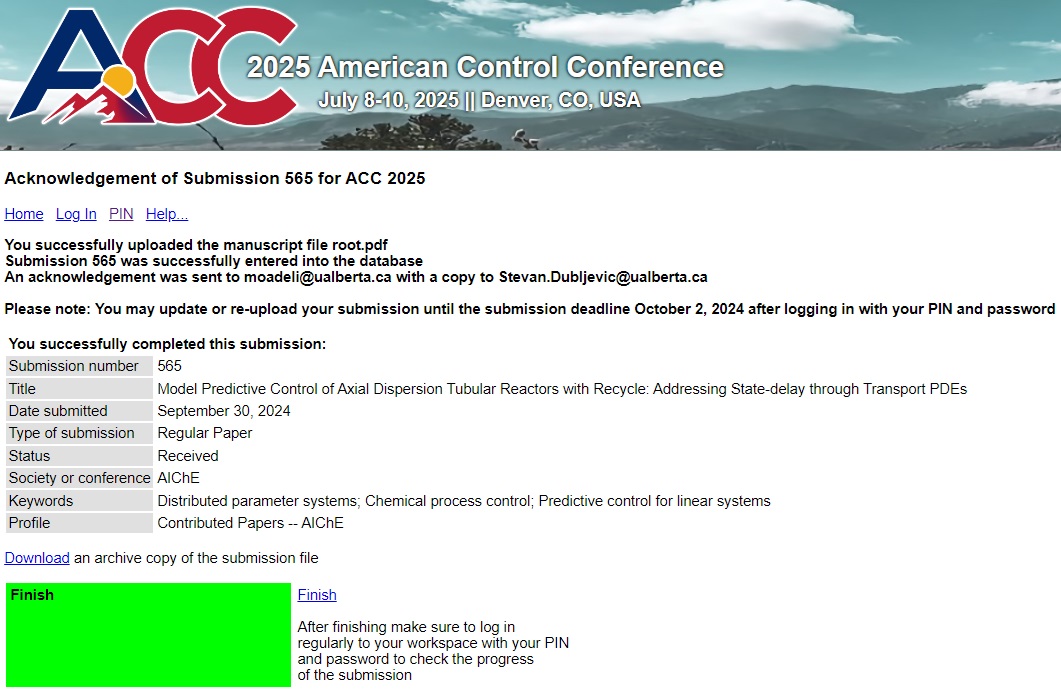 ACC
2025 American Control Conference
July 8-10, 2025 || Denver, CO, USA
Acknowledgement of Submission 565 for ACC 2025
Home Log In PIN Help...
You successfully uploaded the manuscript file root.pdf
Submission 565 was successfully entered into the database
An acknowledgement was sent to moadeli@ualberta.ca with a copy to Stevan.Dubljevic@ualberta.ca
Please note: You may update or re-upload your submission until the submission deadline October 2, 2024 after logging in with your PIN and password
You successfully completed this submission:
Submission number 565
Title Model Predictive Control of Axial Dispersion Tubular Reactors with Recycle: Addressing State-delay through Transport PDEs
Date submitted September 30, 2024
Type of submission Regular Paper
Status Received
Society or conference AIChE
Keywords Distributed parameter systems; Chemical process control; Predictive control for linear systems
Profile Contributed Papers -- AIChE
Download an archive copy of the submission file
Finish Finish
After finishing make sure to log in
regularly to your workspace with your PIN
and password to check the progress
of the submission